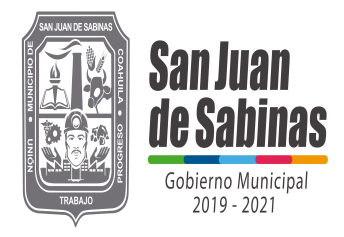 SAN JUAN DE SABINAS
MUNICIPIO DE
COAHUILA
UNION
PROGRESO
TRABAJO
San Juan
de Sabinas
Gobierno Municipal
2019 - 2021